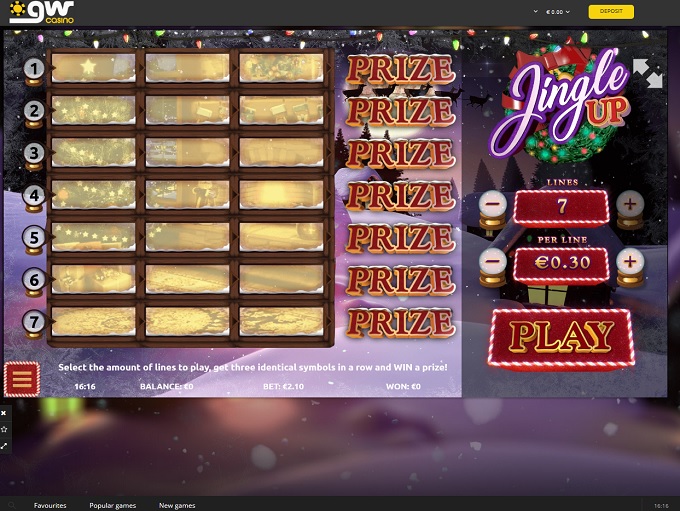 gw
casino
€ 0.00
DEPOSIT
1
PRIZE
2
PRIZE
3
PRIZE
4
PRIZE
5
PRIZE
6
PRIZE
7
PRIZE
Jingle
UP
LINES
7
PER LINE
€0.30
PLAY
Select the amount of lines to play, get three identical symbols in a row and WIN a prize!
16:16
BALANCE: €0
BET: €2.10
WON: €0
Favourites
Popular games
New games
16:16